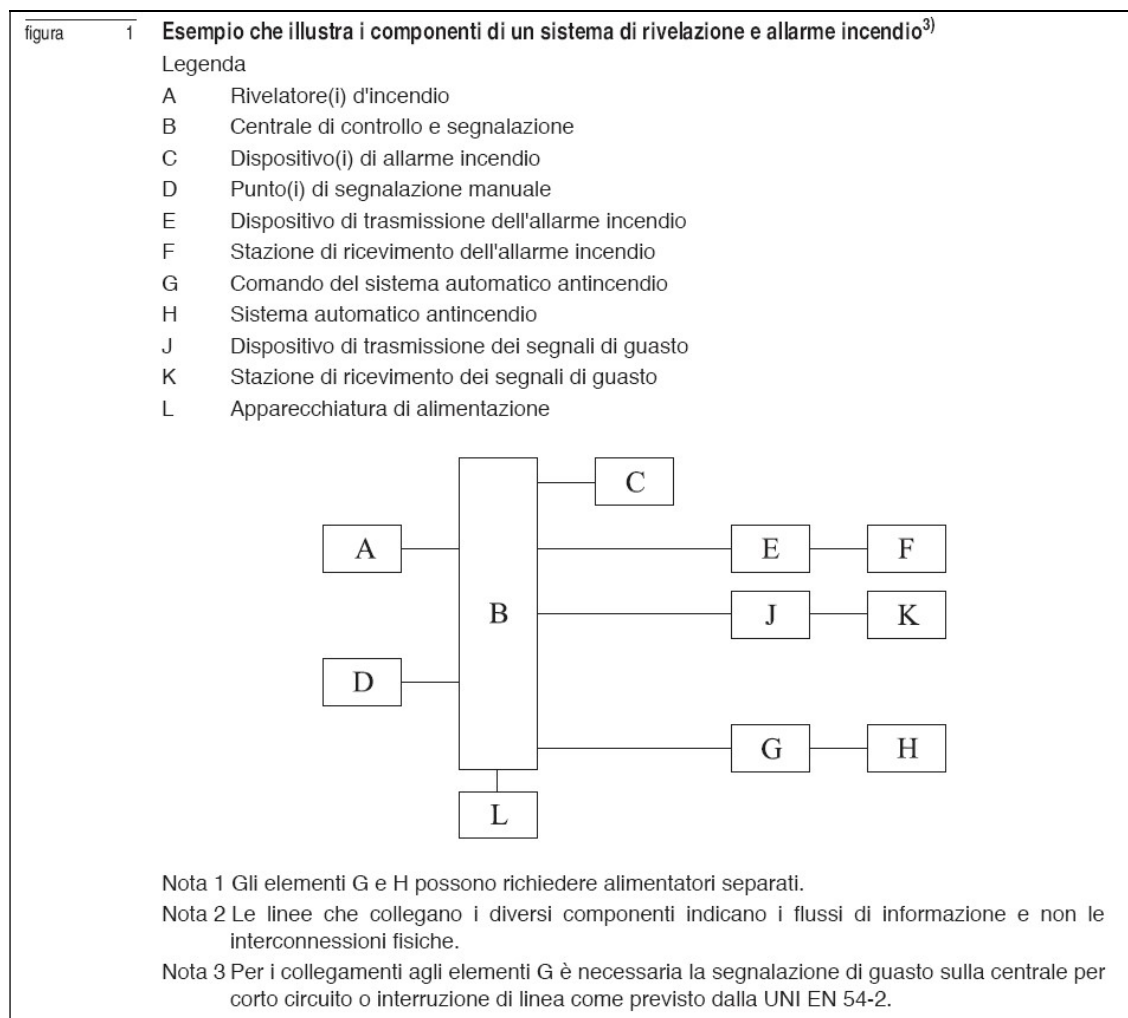 figura 1 Esempio che illustra i componenti di un sistema di rivelazione e allarme incendio3)
Legenda
A Rivelatore(i) d'incendio
B Centrale di controllo e segnalazione
C Dispositivo(i) di allarme incendio
D Punto(i) di segnalazione manuale
E Dispositivo di trasmissione dell'allarme incendio
F Stazione di ricevimento dell'allarme incendio
G Comando del sistema automatico antincendio
H Sistema automatico antincendio
J Dispositivo di trasmissione dei segnali di guasto
K Stazione di ricevimento dei segnali di guasto
L Apparecchiatura di alimentazione
C
A
E F
B
J K
D
G H
L
Nota 1 Gli elementi G e H possono richiedere alimentatori separati.
Nota 2 Le linee che collegano i diversi componenti indicano i flussi di informazione e non le
interconnessioni fisiche.
Nota 3 Per i collegamenti agli elementi G è necessaria la segnalazione di guasto sulla centrale per
corto circuito o interruzione di linea come previsto dalla UNI EN 54-2.